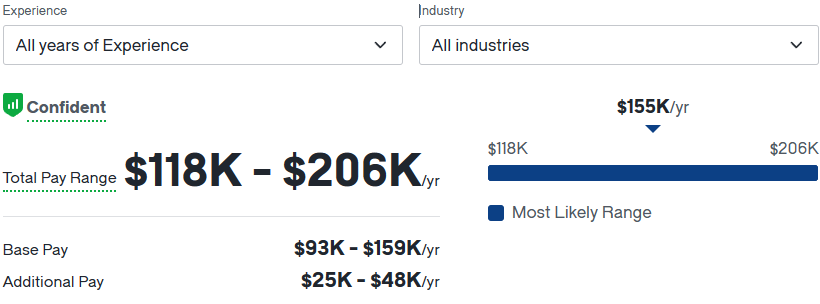 Experience
Industry
All years of Experience
All industries
Confident
$155K/yr
$118K
$206K
Total Pay Range $118K - $206K/yr
Most Likely Range
Base Pay $93K - $159K/yr
Additional Pay $25K - $48K/yr